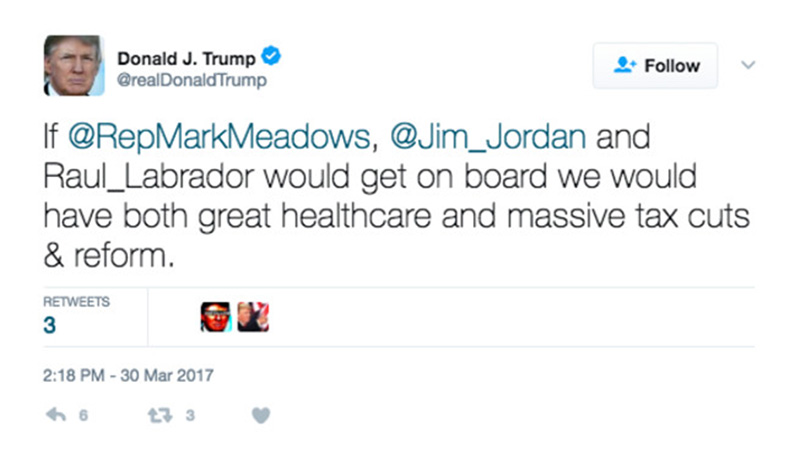 Donald J. Trump
@realDonaldTrump
Follow
If @RepMarkMeadows, @Jim_Jordan and
Raul_Labrador would get on board we would
have both great healthcare and massive tax cuts
& reform.
RETWEETS
3
2:18 PM - 30 Mar 2017
6 3